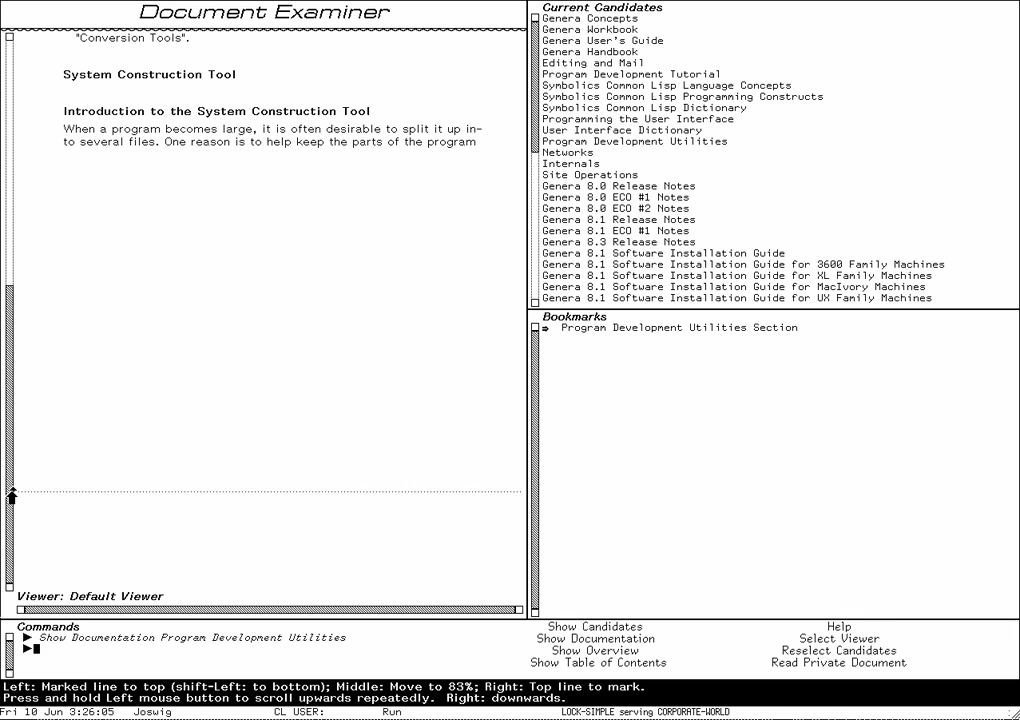 Document Examiner
"Conversion Tools".
System Construction Tool
Introduction to the System Construction Tool
When a program becomes large, it is often desirable to split it up in-
to several files. One reason is to help keep the parts of the program
Viewer: Default Viewer
Current Candidates
Genera Concepts
Genera Workbook
Genera User's Guide
Genera Handbook
Editing and Mail
Program Development Tutorial
Symbolics Common Lisp Language Concepts
Symbolics Common Lisp Programming Constructs
Symbolics Common Lisp Dictionary
Programming the User Interface
User Interface Dictionary
Program Development Utilities
Networks
Internals
Site Operations
Genera 8.0 Release Notes
Genera 8.0 ECO #1 Notes
Genera 8.0 ECO #2 Notes
Genera 8.1 Release Notes
Genera 8.1 ECO #1 Notes
Genera 8.3 Release Notes
Genera 8.1 Software Installation Guide
Genera 8.1 Software Installation Guide for 3600 Family Machines
Genera 8.1 Software Installation Guide for XL Family Machines
Genera 8.1 Software Installation Guide for MacIvory Machines
Genera 8.1 Software Installation Guide for UX Family Machines
Bookmarks
Program Development Utilities Section
Commands
Show Documentation Program Development Utilities
Show Candidates Help
Show Documentation Select Viewer
Show Overview Reselect Candidates
Show Table of Contents Read Private Document
Left: Marked line to top (shift-Left: to bottom); Middle: Move to 83%; Right: Top line to mark.
Press and hold Left mouse button to scroll upwards repeatedly. Right: downwards.
Fri 10 Jun 3:26:05 Joswig CL USER: Run LOCK-SIMPLE serving CORPORATE-WORLD